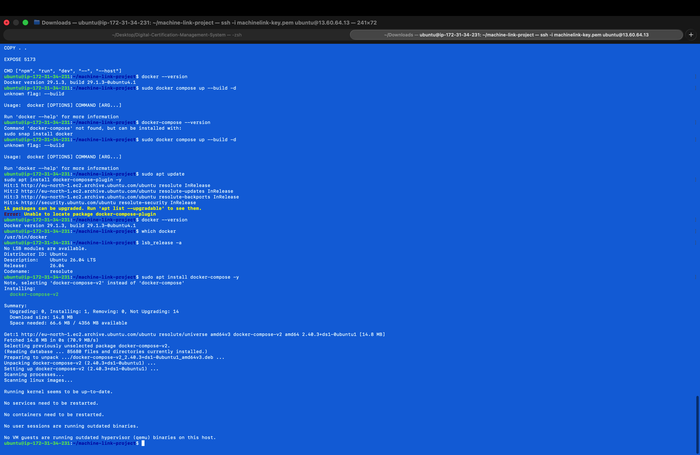 Downloads — ubuntu@ip-172-31-34-231: ~/machine-link-project — ssh -i machinelink-key.pem ubuntu@13.60.64.13 — 241×72
~/Desktop/Digital-Certification-Management-System — -zsh
~/Downloads — ubuntu@ip-172-31-34-231: ~/machine-link-project — ssh -i machinelink-key.pem ubuntu@13.60.64.13
COPY . .
EXPOSE 5173
CMD ["npm", "run", "dev", "--", "--host"]
ubuntu@ip-172-31-34-231:~/machine-link-project$ docker --version
Docker version 29.1.3, build 29.1.3-0ubuntu4.1
ubuntu@ip-172-31-34-231:~/machine-link-project$ sudo docker compose up --build -d
unknown flag: --build
Usage:  docker [OPTIONS] COMMAND [ARG...]
Run 'docker --help' for more information
ubuntu@ip-172-31-34-231:~/machine-link-project$ docker-compose --version
Command 'docker-compose' not found, but can be installed with:
sudo snap install docker
ubuntu@ip-172-31-34-231:~/machine-link-project$ sudo docker compose up --build -d
unknown flag: --build
Usage:  docker [OPTIONS] COMMAND [ARG...]
Run 'docker --help' for more information
ubuntu@ip-172-31-34-231:~/machine-link-project$ sudo apt update
sudo apt install docker-compose-plugin -y
Hit:1 http://eu-north-1.ec2.archive.ubuntu.com/ubuntu resolute InRelease
Hit:2 http://eu-north-1.ec2.archive.ubuntu.com/ubuntu resolute-updates InRelease
Hit:3 http://eu-north-1.ec2.archive.ubuntu.com/ubuntu resolute-backports InRelease
Hit:4 http://security.ubuntu.com/ubuntu resolute-security InRelease
14 packages can be upgraded. Run 'apt list --upgradable' to see them.
Error: Unable to locate package docker-compose-plugin
ubuntu@ip-172-31-34-231:~/machine-link-project$ docker --version
Docker version 29.1.3, build 29.1.3-0ubuntu4.1
ubuntu@ip-172-31-34-231:~/machine-link-project$ which docker
/usr/bin/docker
ubuntu@ip-172-31-34-231:~/machine-link-project$ lsb_release -a
No LSB modules are available.
Distributor ID: Ubuntu
Description:    Ubuntu 26.04 LTS
Release:        26.04
Codename:       resolute
ubuntu@ip-172-31-34-231:~/machine-link-project$ sudo apt install docker-compose -y
Note, selecting 'docker-compose-v2' instead of 'docker-compose'
Installing:
docker-compose-v2
Summary:
Upgrading: 0, Installing: 1, Removing: 0, Not Upgrading: 14
Download size: 14.8 MB
Space needed: 66.6 MB / 4356 MB available
Get:1 http://eu-north-1.ec2.archive.ubuntu.com/ubuntu resolute/universe amd64v3 docker-compose-v2 amd64 2.40.3+ds1-0ubuntu1 [14.8 MB]
Fetched 14.8 MB in 0s (70.9 MB/s)
Selecting previously unselected package docker-compose-v2.
(Reading database ... 85680 files and directories currently installed.)
Preparing to unpack .../docker-compose-v2_2.40.3+ds1-0ubuntu1_amd64v3.deb ...
Unpacking docker-compose-v2 (2.40.3+ds1-0ubuntu1) ...
Setting up docker-compose-v2 (2.40.3+ds1-0ubuntu1) ...
Scanning processes...
Scanning linux images...
Running kernel seems to be up-to-date.
No services need to be restarted.
No containers need to be restarted.
No user sessions are running outdated binaries.
No VM guests are running outdated hypervisor (qemu) binaries on this host.
ubuntu@ip-172-31-34-231:~/machine-link-project$